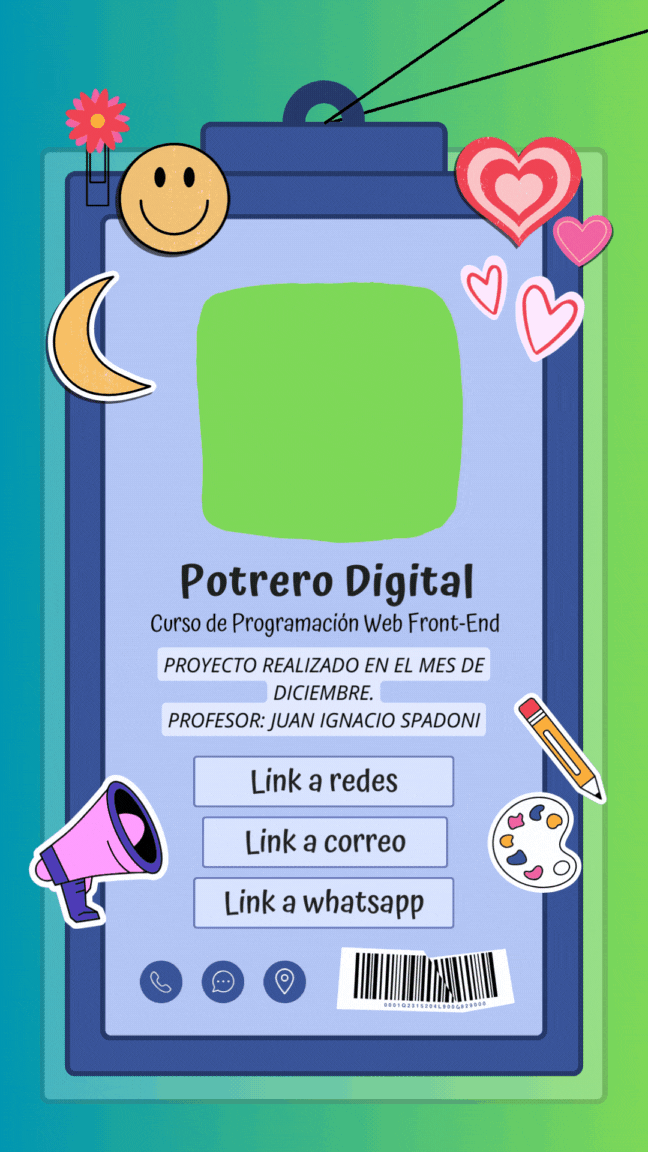 Potrero Digital
Curso de Programación Web Front-End
PROYECTO REALIZADO EN EL MES DE
DICIEMBRE.
PROFESOR: JUAN IGNACIO SPADONI
Link a redes
Link a correo
Link a whatsapp